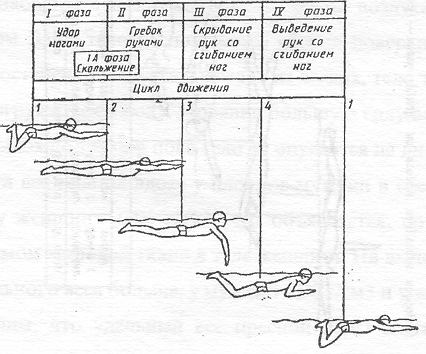 I фаза II фаза III фаза IV фаза
Удар ногами
Гребок руками
IА фаза
Скольжение
Скрывание рук со сгибанием ног
Выведение рук со сгибанием ног
Цикл движения
1 2 3 4 1